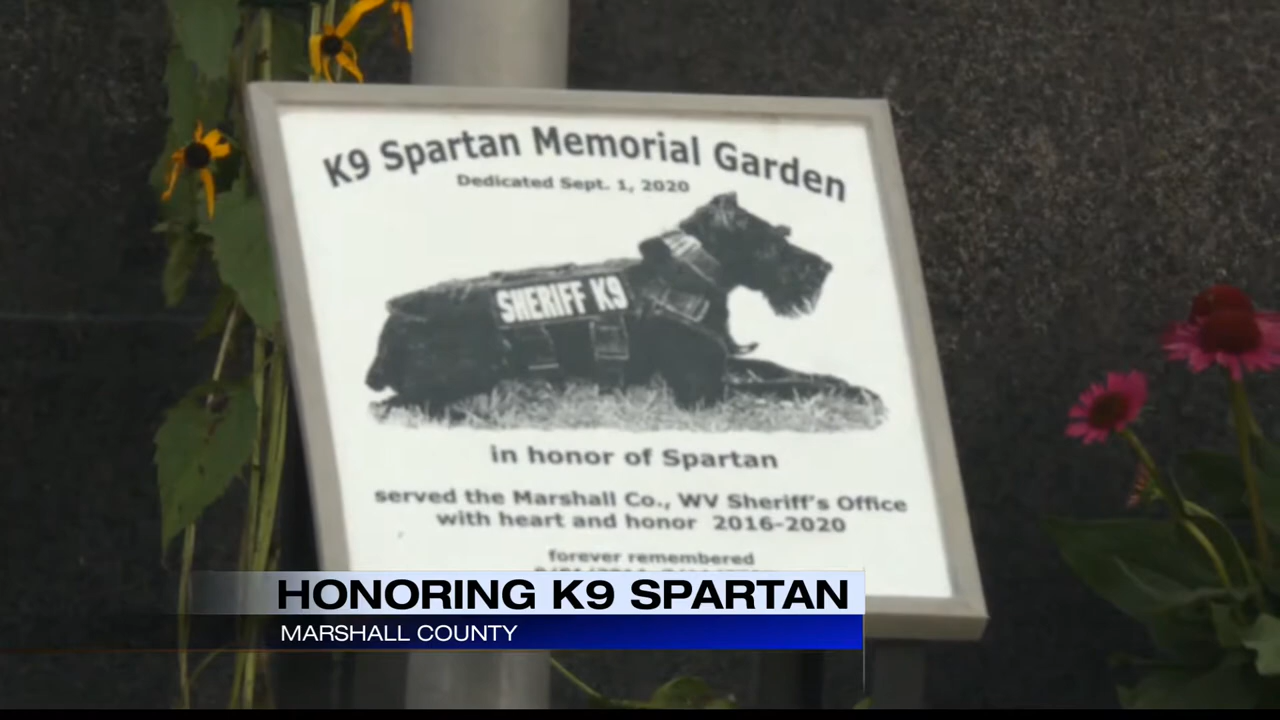 K9 Spartan Memorial Garden
Dedicated Sept. 1, 2020
SHERIFF K9
in honor of Spartan
served the Marshall Co., WV Sheriff's Office
with heart and honor 2016-2020
forever remembered
HONORING K9 SPARTAN
MARSHALL COUNTY